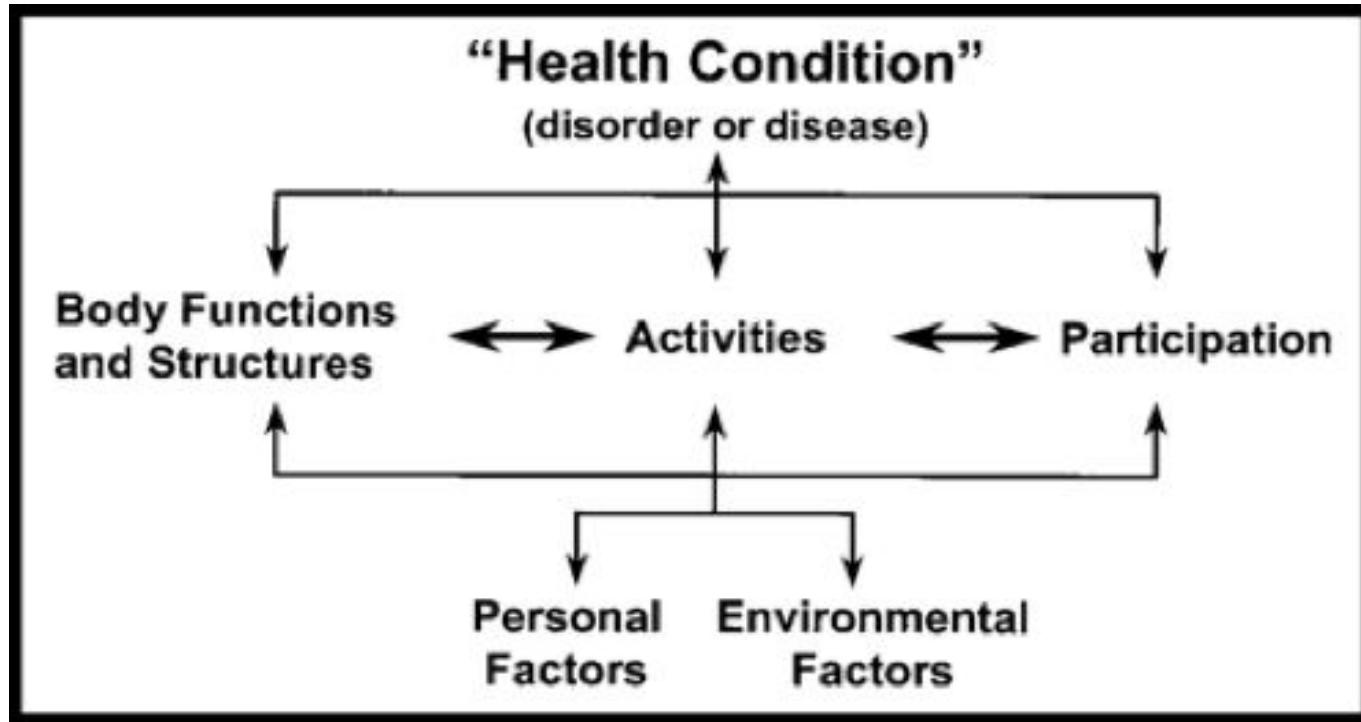 “Health Condition”
(disorder or disease)
Body Functions
and Structures
Activities
Participation
Personal
Factors
Environmental
Factors